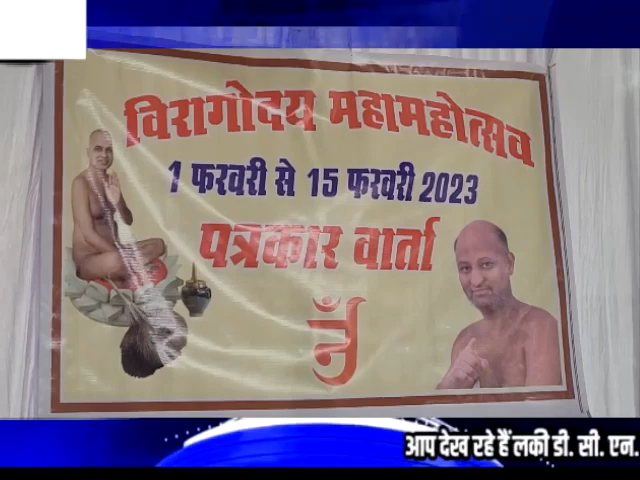 विरागोदय महामहोत्सव
1 फरवरी से 15 फरवरी 2023
पत्रकार वार्ता
आप देख रहे हैं लकी डी. सी. एन.